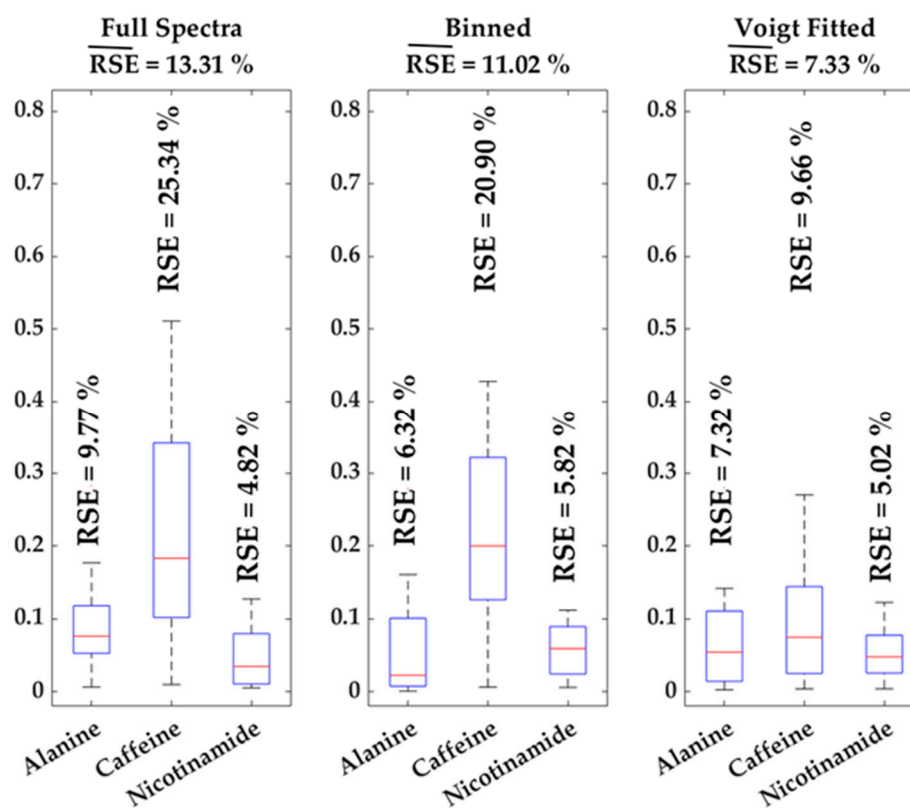 Full Spectra
RSE = 13.31 %
Binned
RSE = 11.02 %
Voigt Fitted
RSE = 7.33 %
0.8
0.7
0.6
0.5
0.4
0.3
0.2
0.1
0
RSE = 9.77 %
RSE = 25.34 %
RSE = 4.82 %
Alanine
Caffeine
Nicotinamide
0.8
0.7
0.6
0.5
0.4
0.3
0.2
0.1
0
RSE = 6.32 %
RSE = 20.90 %
RSE = 5.82 %
Alanine
Caffeine
Nicotinamide
0.8
0.7
0.6
0.5
0.4
0.3
0.2
0.1
0
RSE = 7.32 %
RSE = 9.66 %
RSE = 5.02 %
Alanine
Caffeine
Nicotinamide